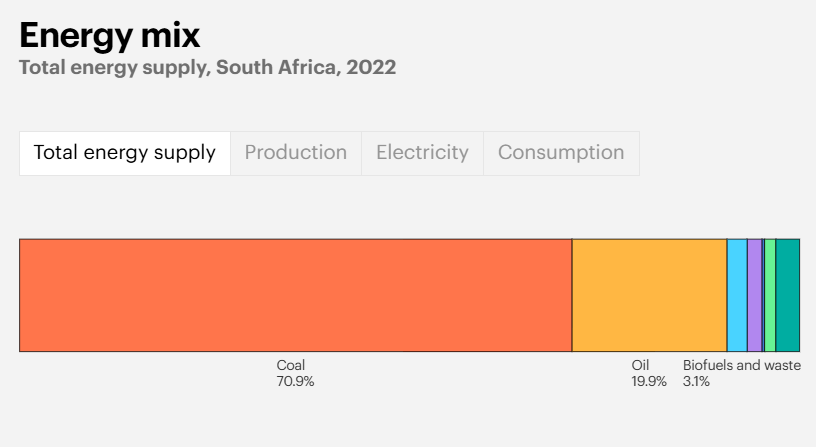 Energy mix
Total energy supply, South Africa, 2022
Total energy supply
Production
Electricity
Consumption
Coal
70.9%
Oil
19.9%
Biofuels and waste
3.1%